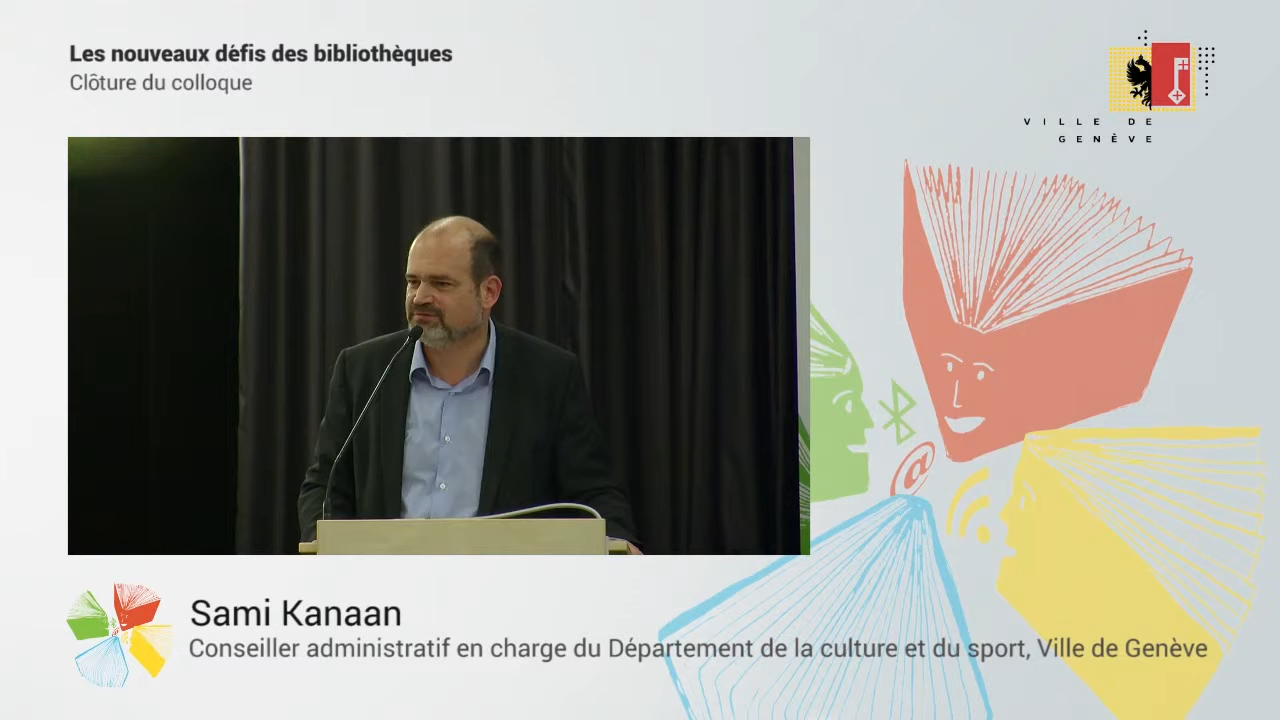 Les nouveaux défis des bibliothèques
Clôture du colloque
VILLE DE
GENÈVE
@
Sami Kanaan
Conseiller administratif en charge du Département de la culture et du sport, Ville de Genève